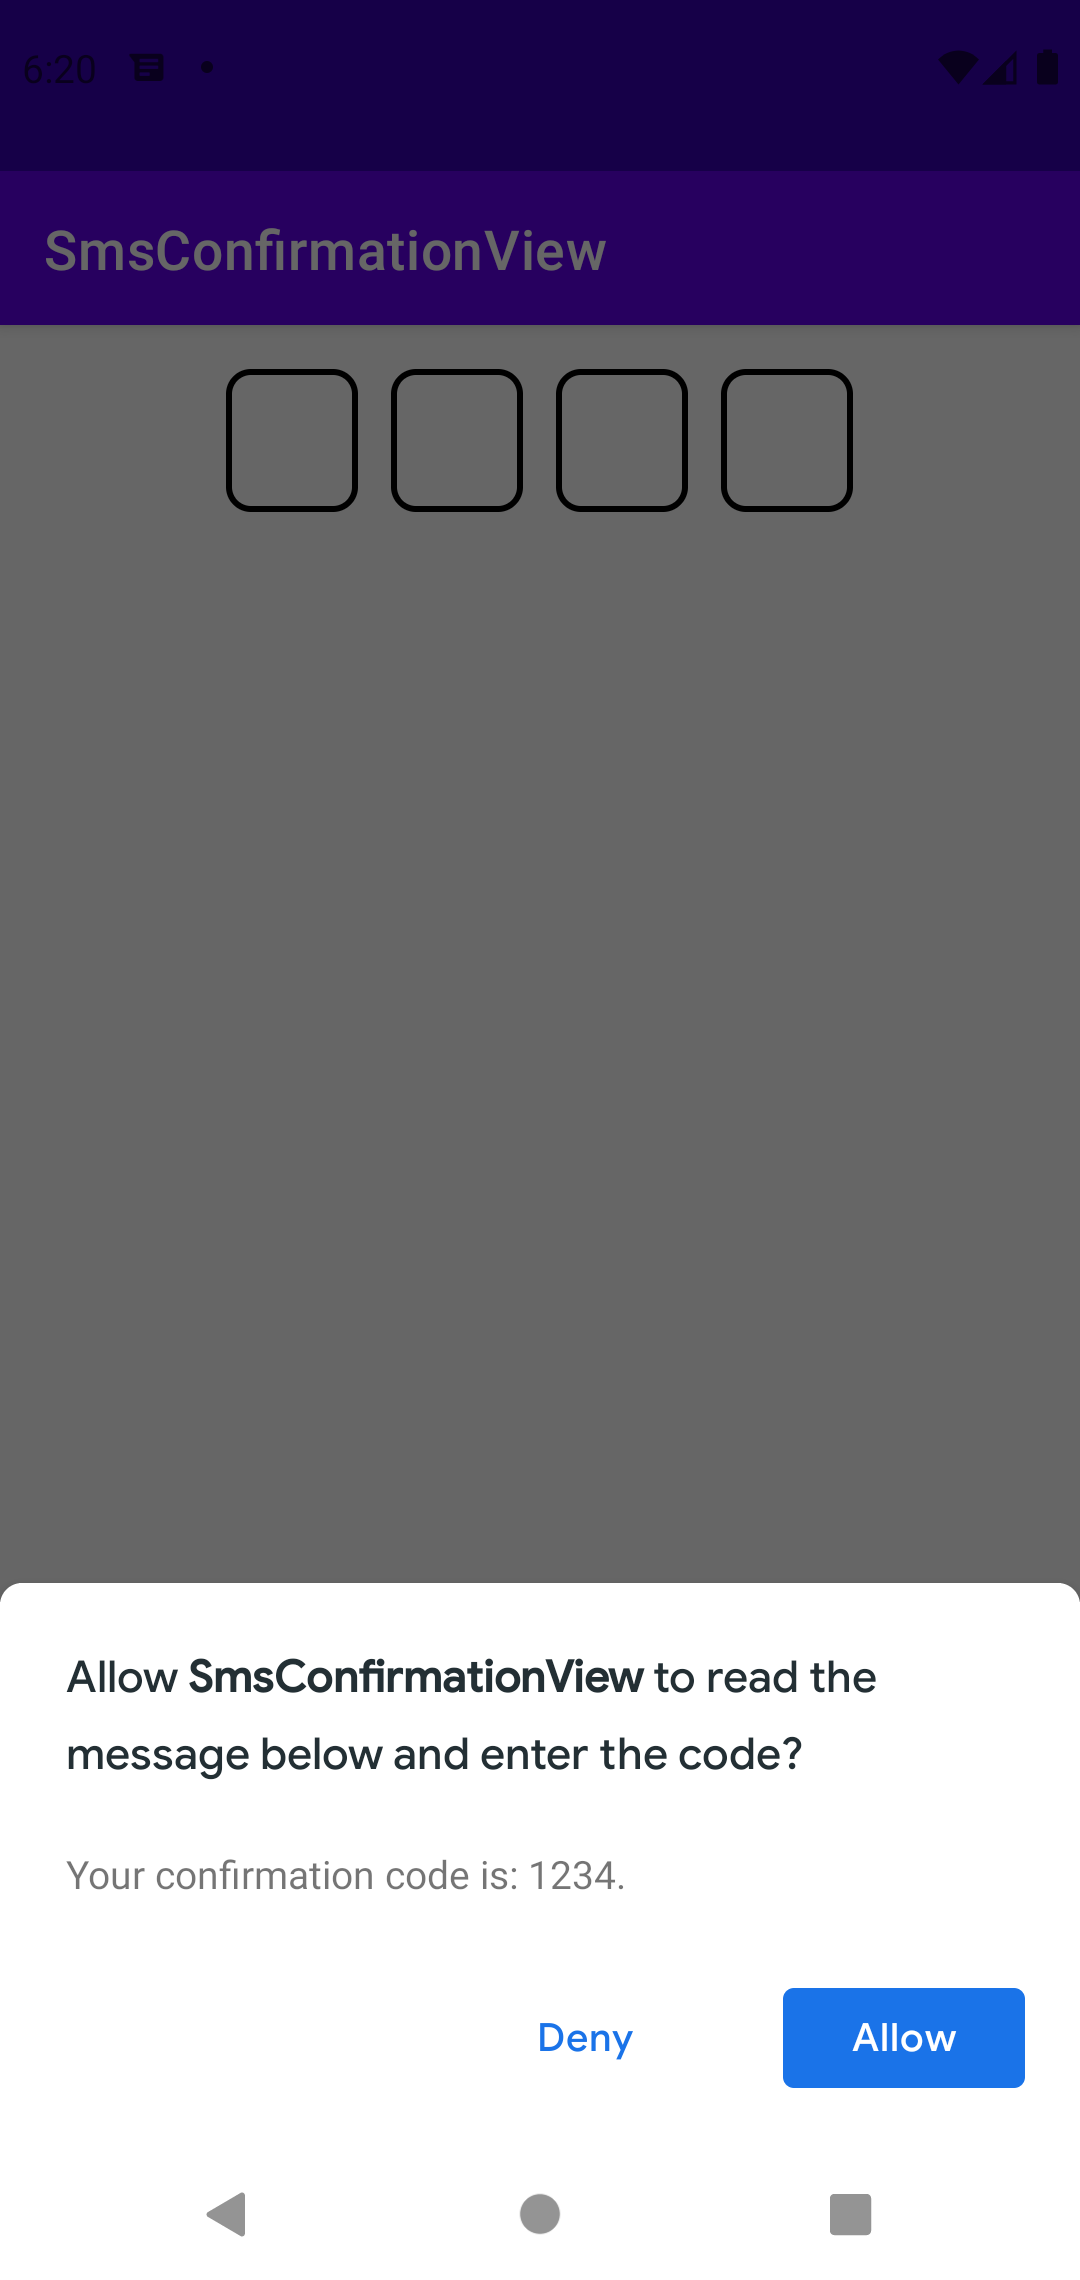 6:20
SmsConfirmationView
Allow SmsConfirmationView to read the
message below and enter the code?
Your confirmation code is: 1234.
Deny
Allow